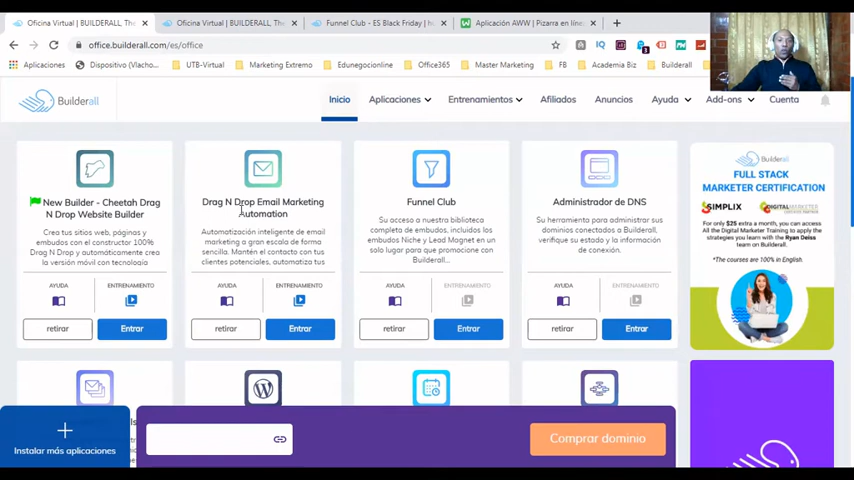 Oficina Virtual | BUILDERALL, The
Oficina Virtual | BUILDERALL, The
Funnel Club - ES Black Friday | h
Aplicación AWW | Pizarra en línea
office.builderall.com/es/office
Aplicaciones
Dispositivo (Vlacho...
UTB-Virtual
Marketing Extremo
Edunegocionline
Office365
Master Marketing
FB
Academia Biz
Builderall
Builderall
Inicio
Aplicaciones
Entrenamientos
Afiliados
Anuncios
Ayuda
Add-ons
Cuenta
New Builder - Cheetah Drag
N Drop Website Builder
Crea tus sitios web, páginas y
embudos con el constructor 100%
Drag N Drop y automáticamente crea
la versión móvil con tecnología
AYUDA
ENTRENAMIENTO
retirar
Entrar
Drag N Drop Email Marketing
Automation
Automatización inteligente de email
marketing a gran escala de forma
sencilla. Mantén el contacto con tus
clientes potenciales, automatiza tus
AYUDA
ENTRENAMIENTO
retirar
Entrar
Funnel Club
Su acceso a nuestra biblioteca
completa de embudos, incluidos los
embudos Niche y Lead Magnet en un
solo lugar para que promocione con
Builderall...
AYUDA
ENTRENAMIENTO
retirar
Entrar
Administrador de DNS
Su herramienta para administrar sus
dominios conectados a Builderall,
verifique su estado y la información
de conexión.
AYUDA
ENTRENAMIENTO
retirar
Entrar
Builderall
FULL STACK
MARKETER CERTIFICATION
SIMPLIX
DIGITALMARKETER
For only $25 extra a month, you can access
All the Digital Marketer Training to apply the
strategies you learn with the Ryan Deiss
team on Builderall.
*The courses are 100% in English.
Instalar más aplicaciones
Comprar dominio